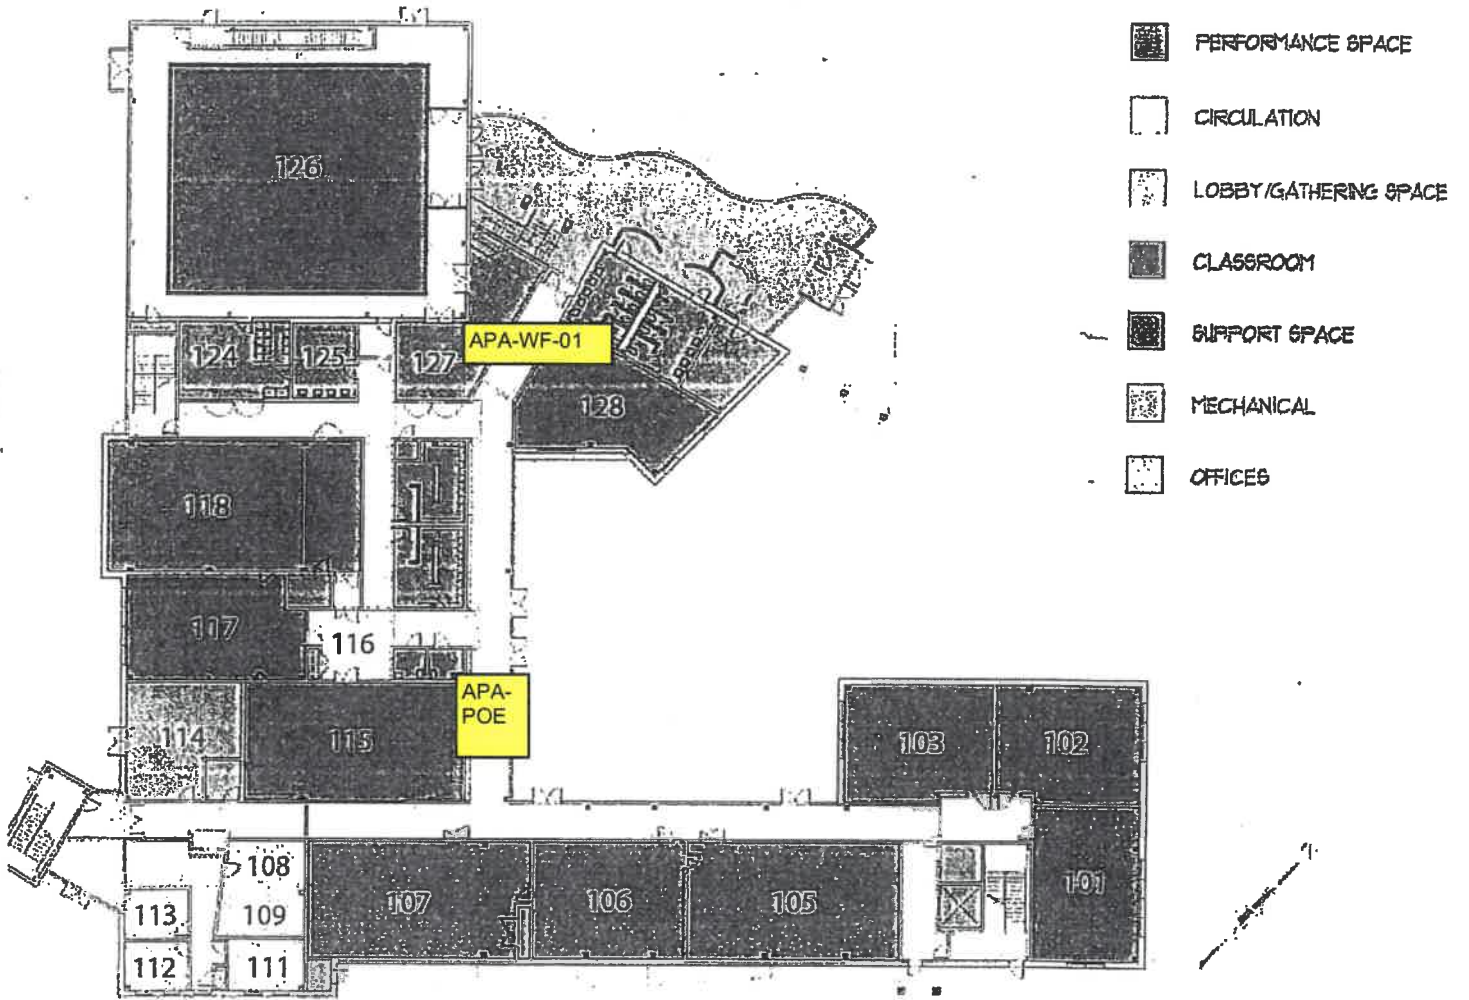 PERFORMANCE SPACE
CIRCULATION
LOBBY/GATHERING SPACE
CLASSROOM
SUPPORT SPACE
MECHANICAL
OFFICES
126
124
125
127
APA-WF-01
128
118
117
116
APA-
POE
114
115
103
102
101
108
109
113
112
111
107
106
105